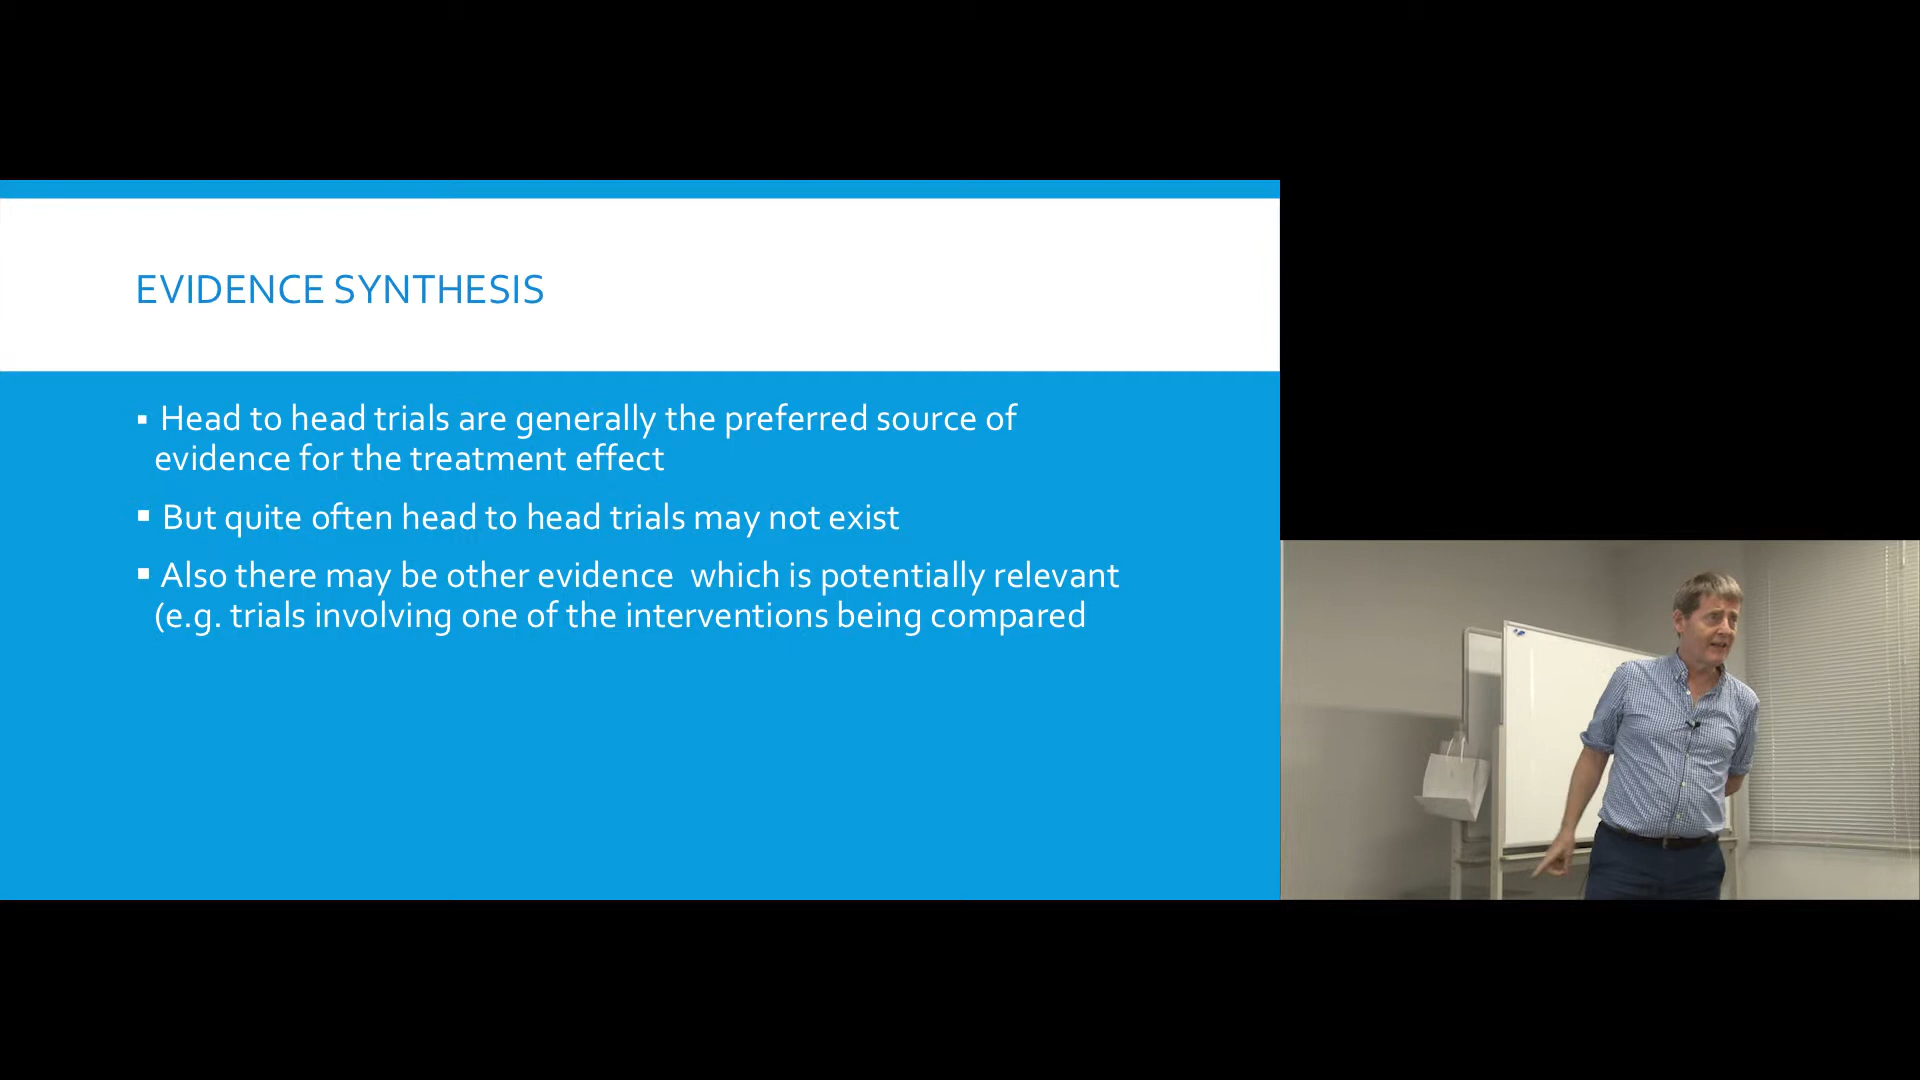 EVIDENCE SYNTHESIS
▪ Head to head trials are generally the preferred source of
evidence for the treatment effect
▪ But quite often head to head trials may not exist
▪ Also there may be other evidence  which is potentially relevant
(e.g. trials involving one of the interventions being compared